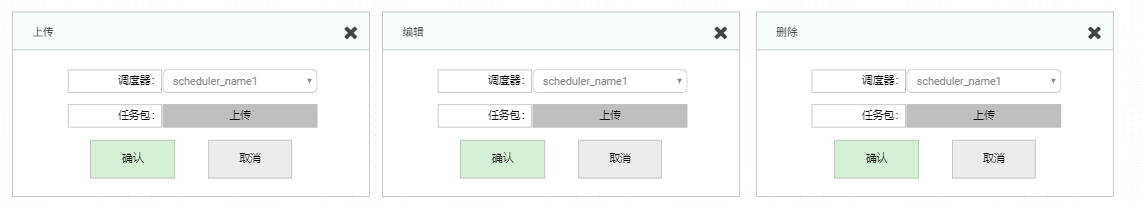 上传
调度器：
scheduler_name1
任务包：
上传
确认
取消
编辑
调度器：
scheduler_name1
任务包：
上传
确认
取消
删除
调度器：
scheduler_name1
任务包：
上传
确认
取消